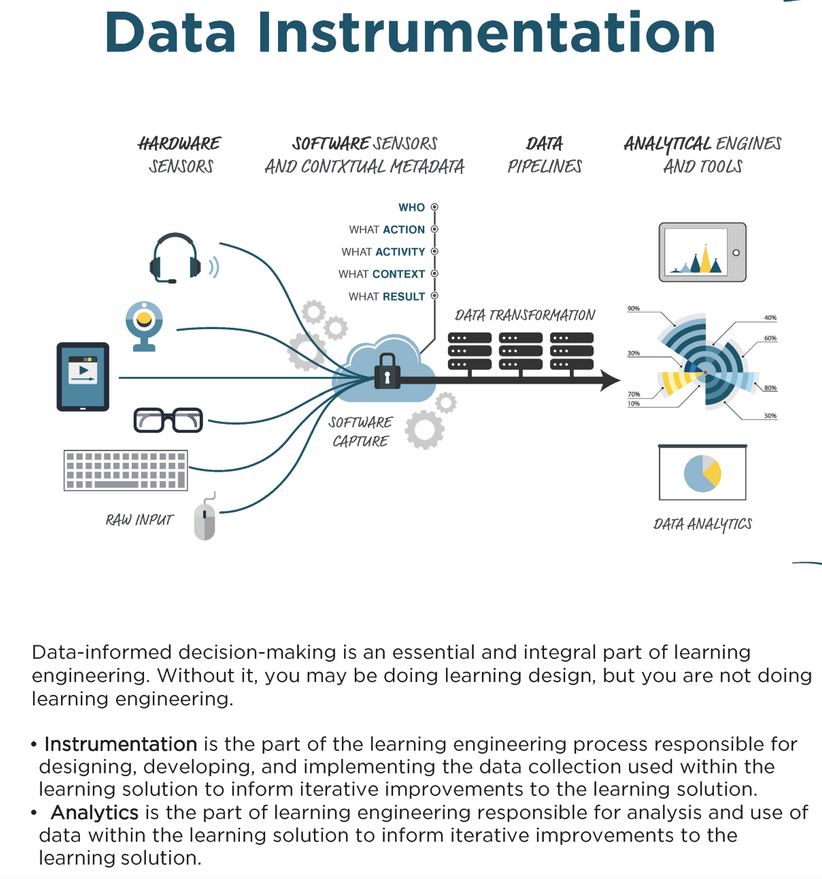 Data Instrumentation
HARDWARE
SENSORS
SOFTWARE SENSORS
AND CONTXTUAL METADATA
DATA
PIPELINES
ANALYTICAL ENGINES
AND TOOLS
WHO
WHAT ACTION
WHAT ACTIVITY
WHAT CONTEXT
WHAT RESULT
DATA TRANSFORMATION
90%
40%
60%
30%
80%
70%
10%
50%
SOFTWARE
CAPTURE
RAW INPUT
DATA ANALYTICS
Data-informed decision-making is an essential and integral part of learning
engineering. Without it, you may be doing learning design, but you are not doing
learning engineering.
• Instrumentation is the part of the learning engineering process responsible for
designing, developing, and implementing the data collection used within the
learning solution to inform iterative improvements to the learning solution.
• Analytics is the part of learning engineering responsible for analysis and use of
data within the learning solution to inform iterative improvements to the
learning solution.